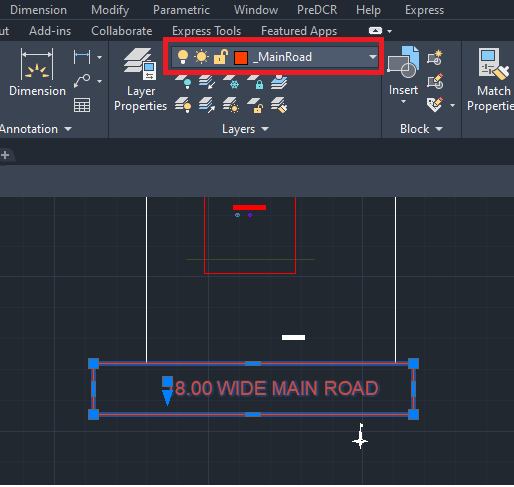 Dimension Modify Parametric Window PreDCR Help Express
ut Add-ins Collaborate Express Tools Featured Apps
_MainRoad
Dimension
Layer
Properties
Insert
Match
Propertie
Annotation Layers Block
8.00 WIDE MAIN ROAD